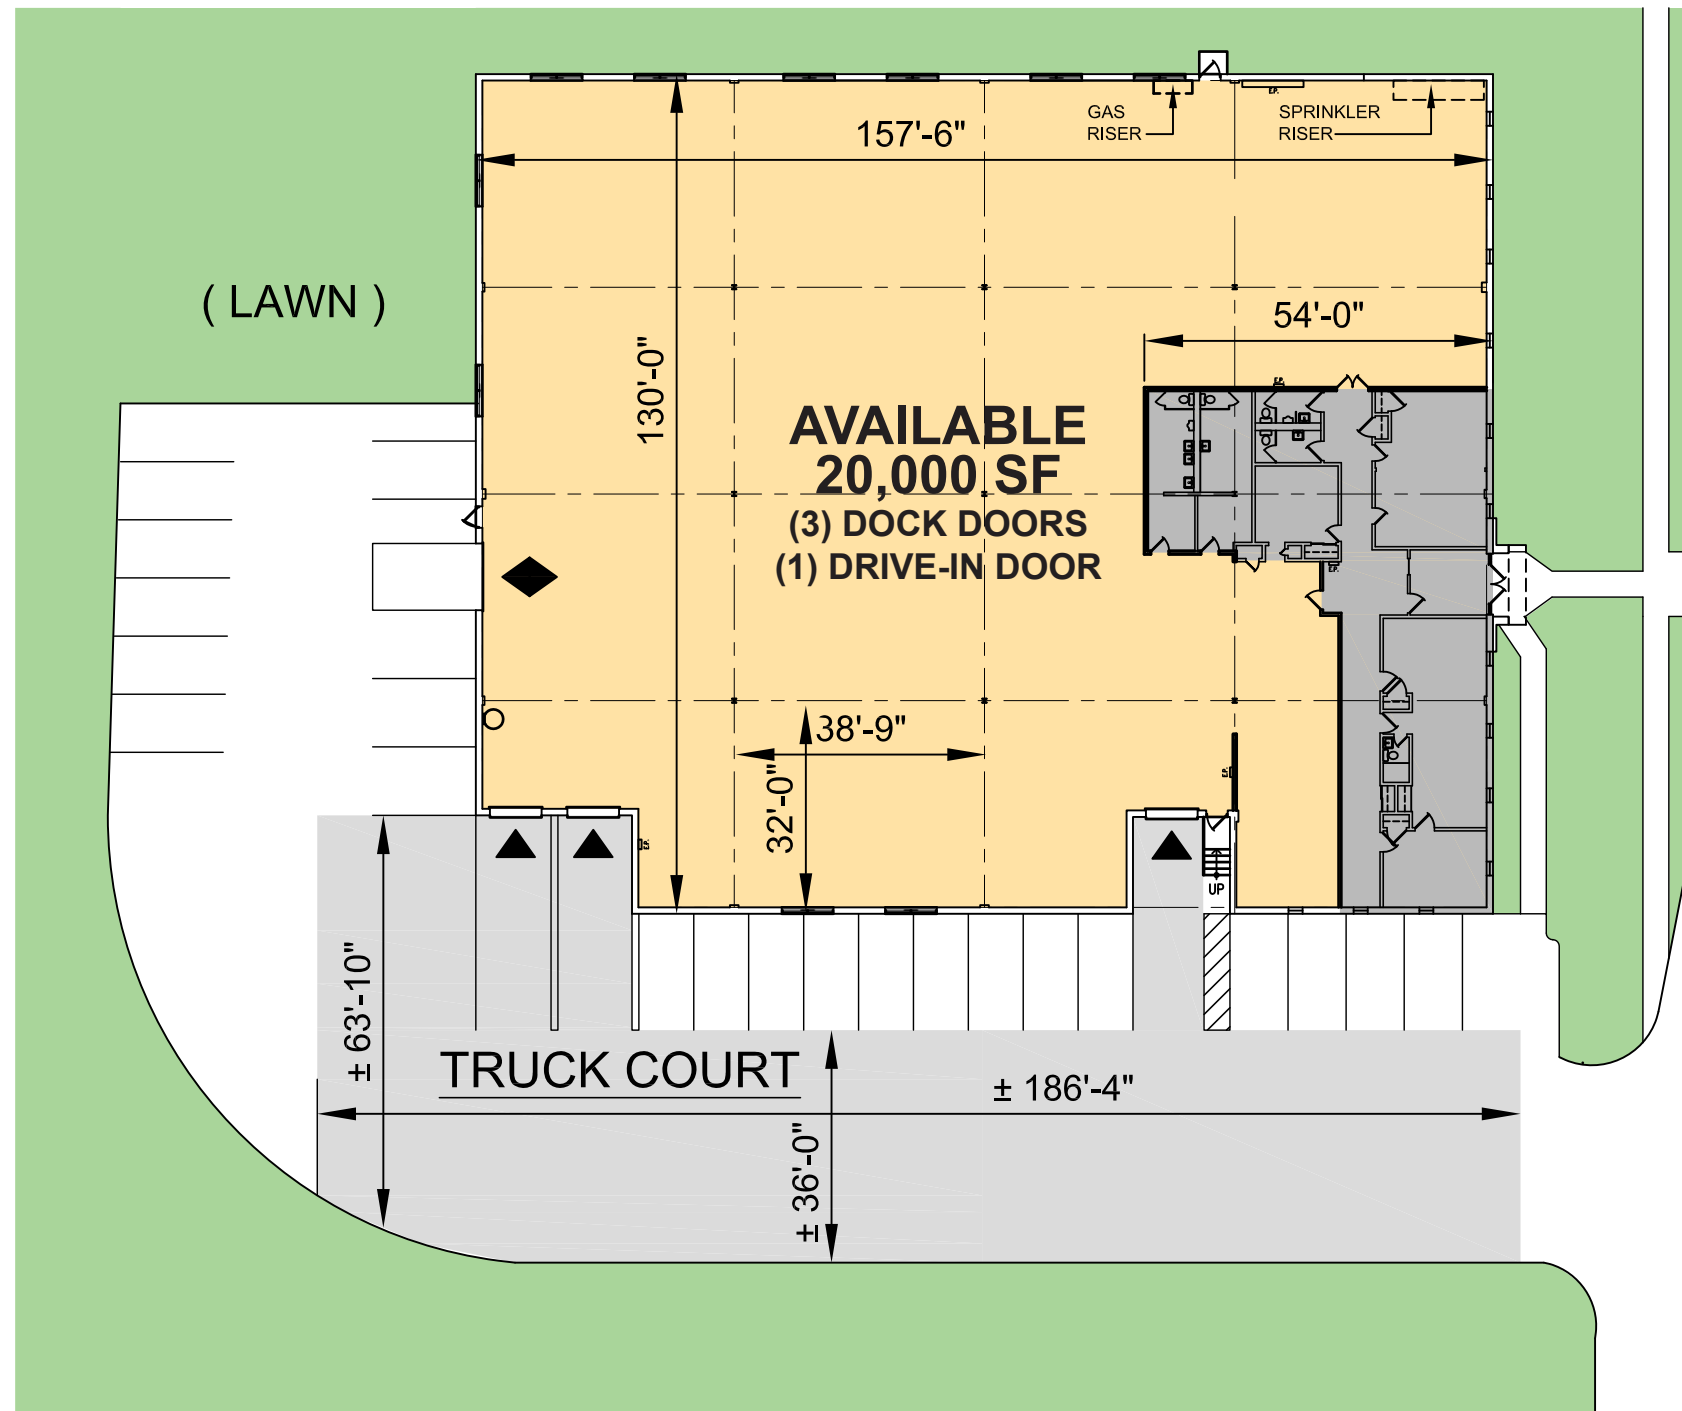 GAS
RISER
SPRINKLER
RISER
E.P.
157'-6"
( LAWN )
54'-0"
130'-0"
E.P.
AVAILABLE
20,000 SF
(3) DOCK DOORS
(1) DRIVE-IN DOOR
E.P.
38'-9"
32'-0"
E.P.
E.P.
UP
± 63'-10"
TRUCK COURT
± 186'-4"
± 36'-0"